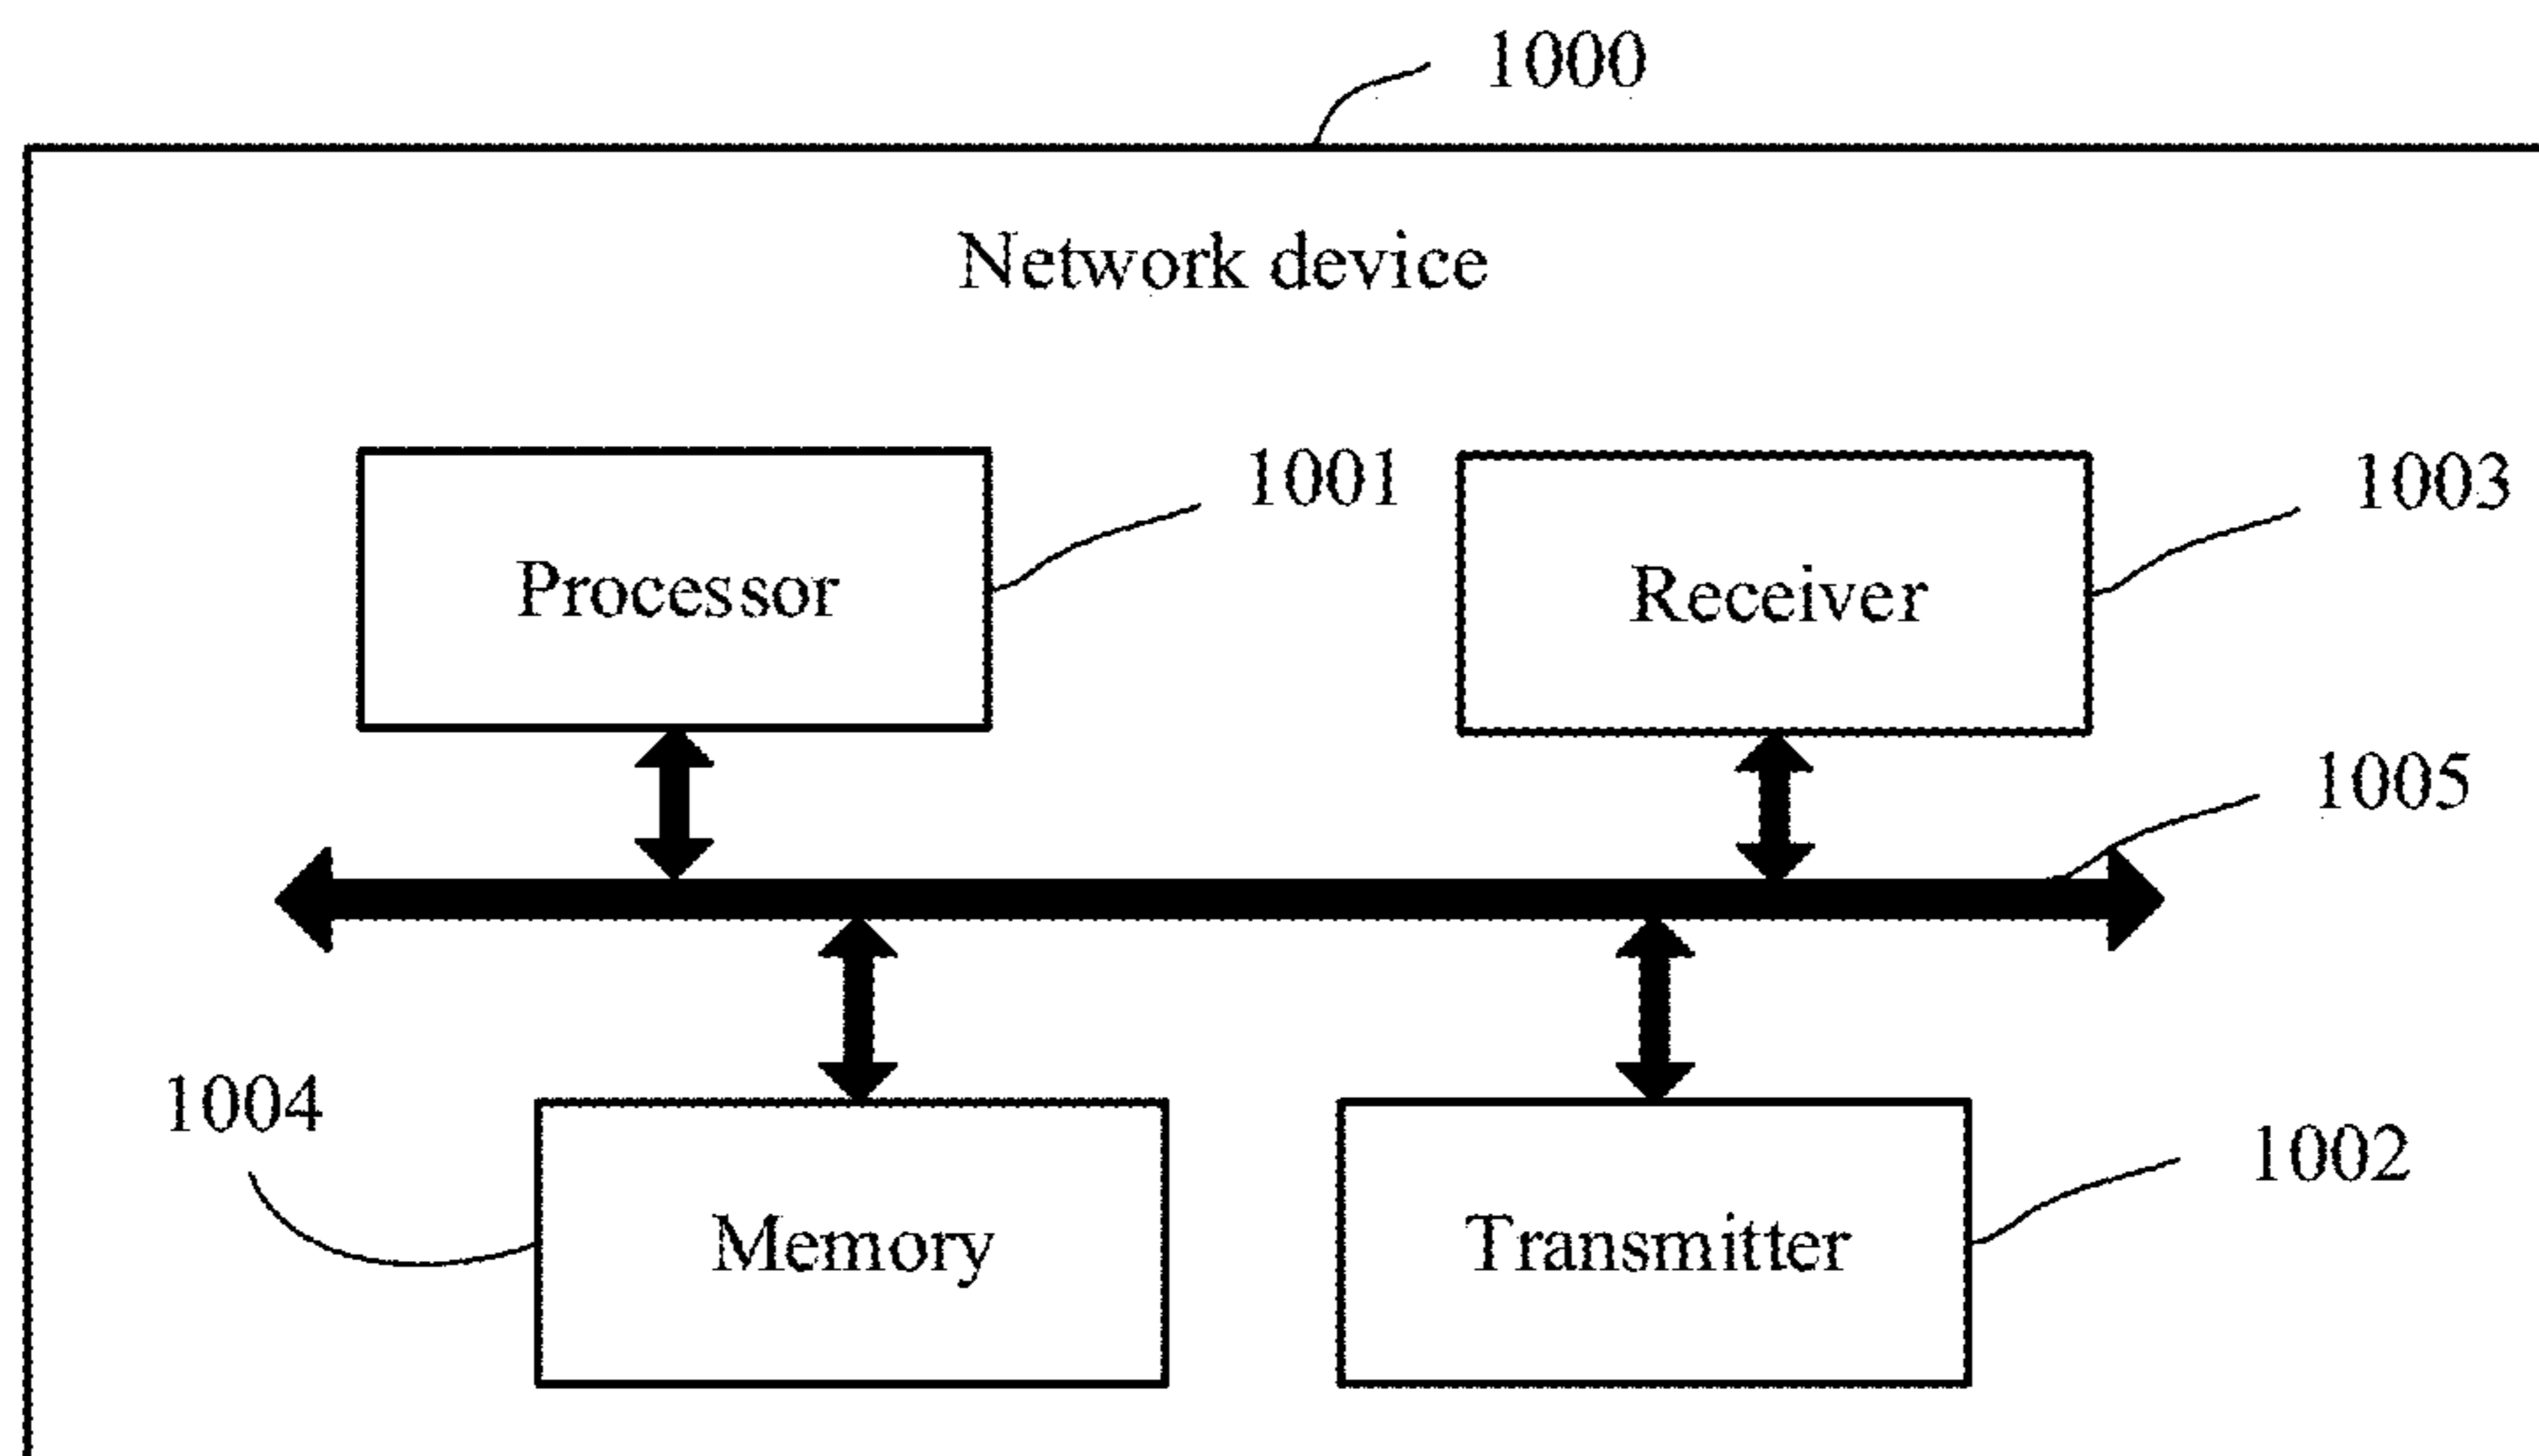 1000
Network device
1001
1003
Processor
Receiver
1005
1004
1002
Memory
Transmitter